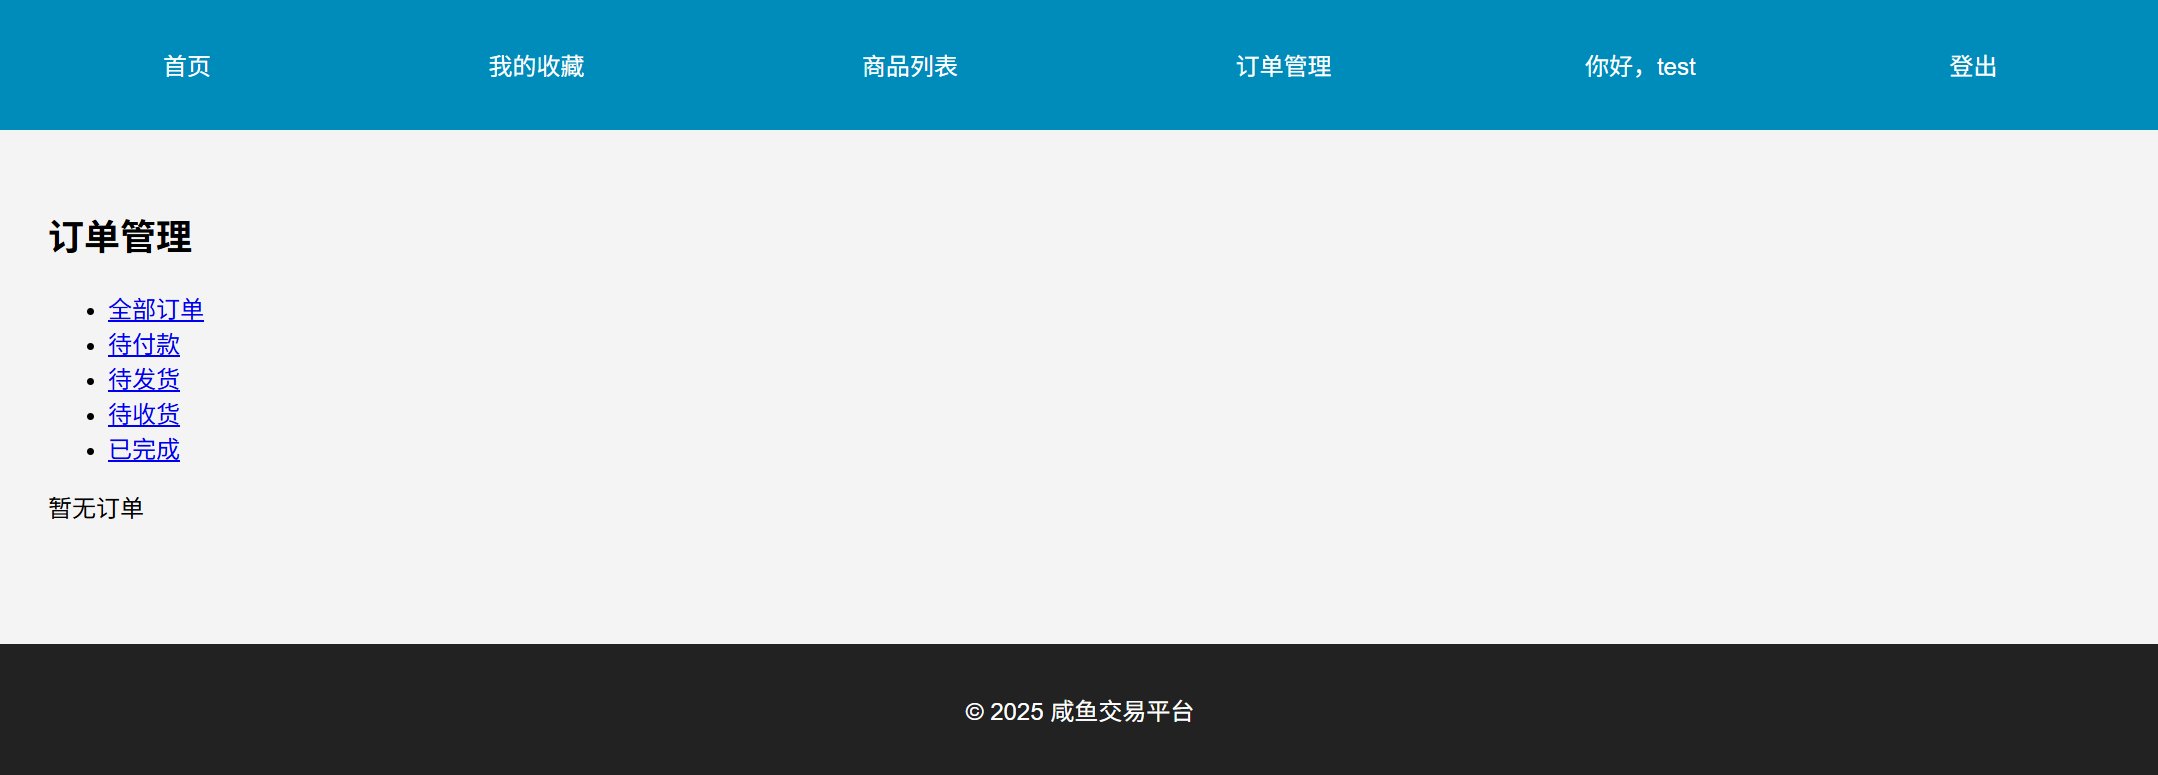 首页 我的收藏 商品列表 订单管理 你好，test 登出
订单管理
全部订单
待付款
待发货
待收货
已完成
暂无订单
© 2025 咸鱼交易平台